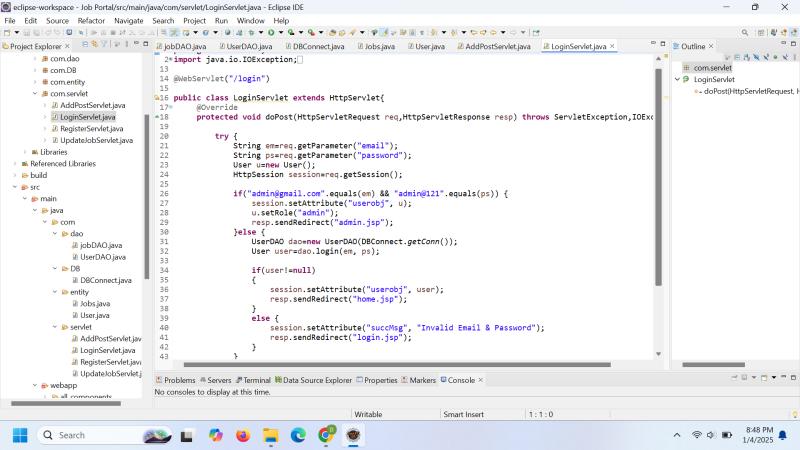 eclipse-workspace - Job Portal/src/main/java/com/servlet/LoginServlet.java - Eclipse IDE
File Edit Source Refactor Navigate Search Project Run Window Help
Project Explorer
com.dao
com.DB
com.entity
com.servlet
AddPostServlet.java
LoginServlet.java
RegisterServlet.java
UpdateJobServlet.java
Libraries
Referenced Libraries
build
src
main
java
com
dao
jobDAO.java
UserDAO.java
DB
DBConnect.java
entity
Jobs.java
User.java
servlet
AddPostServlet.java
LoginServlet.java
RegisterServlet.java
UpdateJobServlet.j
webapp
all_components
jobDAO.java UserDAO.java DBConnect.java Jobs.java User.java AddPostServlet.java LoginServlet.java
2 import java.io.IOException;
13
14 @WebServlet("/login")
15
16 public class LoginServlet extends HttpServlet{
17 @Override
18 protected void doPost(HttpServletRequest req,HttpServletResponse resp) throws ServletException,IOExc
19
20 try {
21 String em=req.getParameter("email");
22 String ps=req.getParameter("password");
23 User u=new User();
24 HttpSession session=req.getSession();
25
26 if("admin@gmail.com".equals(em) && "admin@121".equals(ps)) {
27 session.setAttribute("userobj", u);
28 u.setRole("admin");
29 resp.sendRedirect("admin.jsp");
30 }else {
31 UserDAO dao=new UserDAO(DBConnect.getConn());
32 User user=dao.login(em, ps);
33
34 if(user!=null)
35 {
36 session.setAttribute("userobj", user);
37 resp.sendRedirect("home.jsp");
38 }
39 else {
40 session.setAttribute("succMsg", "Invalid Email & Password");
41 resp.sendRedirect("login.jsp");
42 }
43 }
Outline
com.servlet
LoginServlet
doPost(HttpServletRequest, H
Problems Servers Terminal Data Source Explorer Properties Markers Console
No consoles to display at this time.
Writable Smart Insert 1 : 1 : 0
Search
8:48 PM
1/4/2025